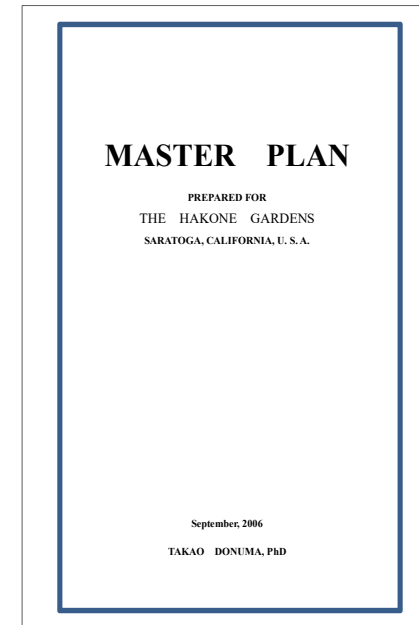 MASTER PLAN
PREPARED FOR
THE HAKONE GARDENS
SARATOGA, CALIFORNIA, U. S. A.
September, 2006
TAKAO DONUMA, PhD